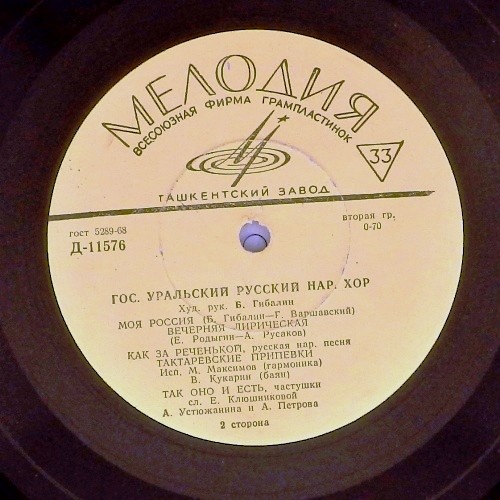 МЕЛОДИЯ
ВСЕСОЮЗНАЯ ФИРМА ГРАМПЛАСТИНОК
33
ТАШКЕНТСКИЙ ЗАВОД
гост 5289-68
Д-11576
вторая гр.
0-70
ГОС. УРАЛЬСКИЙ РУССКИЙ НАР. ХОР
Худ. рук. Б. Гибалин
МОЯ РОССИЯ (Б. Гибалин—Г. Варшавский)
ВЕЧЕРНЯЯ ЛИРИЧЕСКАЯ
(Е. Родыгин—А. Русаков)
КАК ЗА РЕЧЕНЬКОЙ, русская нар. песня
ТАКТАРЕВСКИЕ ПРИПЕВКИ
Исп. М. Максимов (гармоника)
В. Кукарин (баян)
ТАК ОНО И ЕСТЬ, частушки
сл. Е. Клюшниковой
А. Устюжанина и А. Петрова
2 сторона